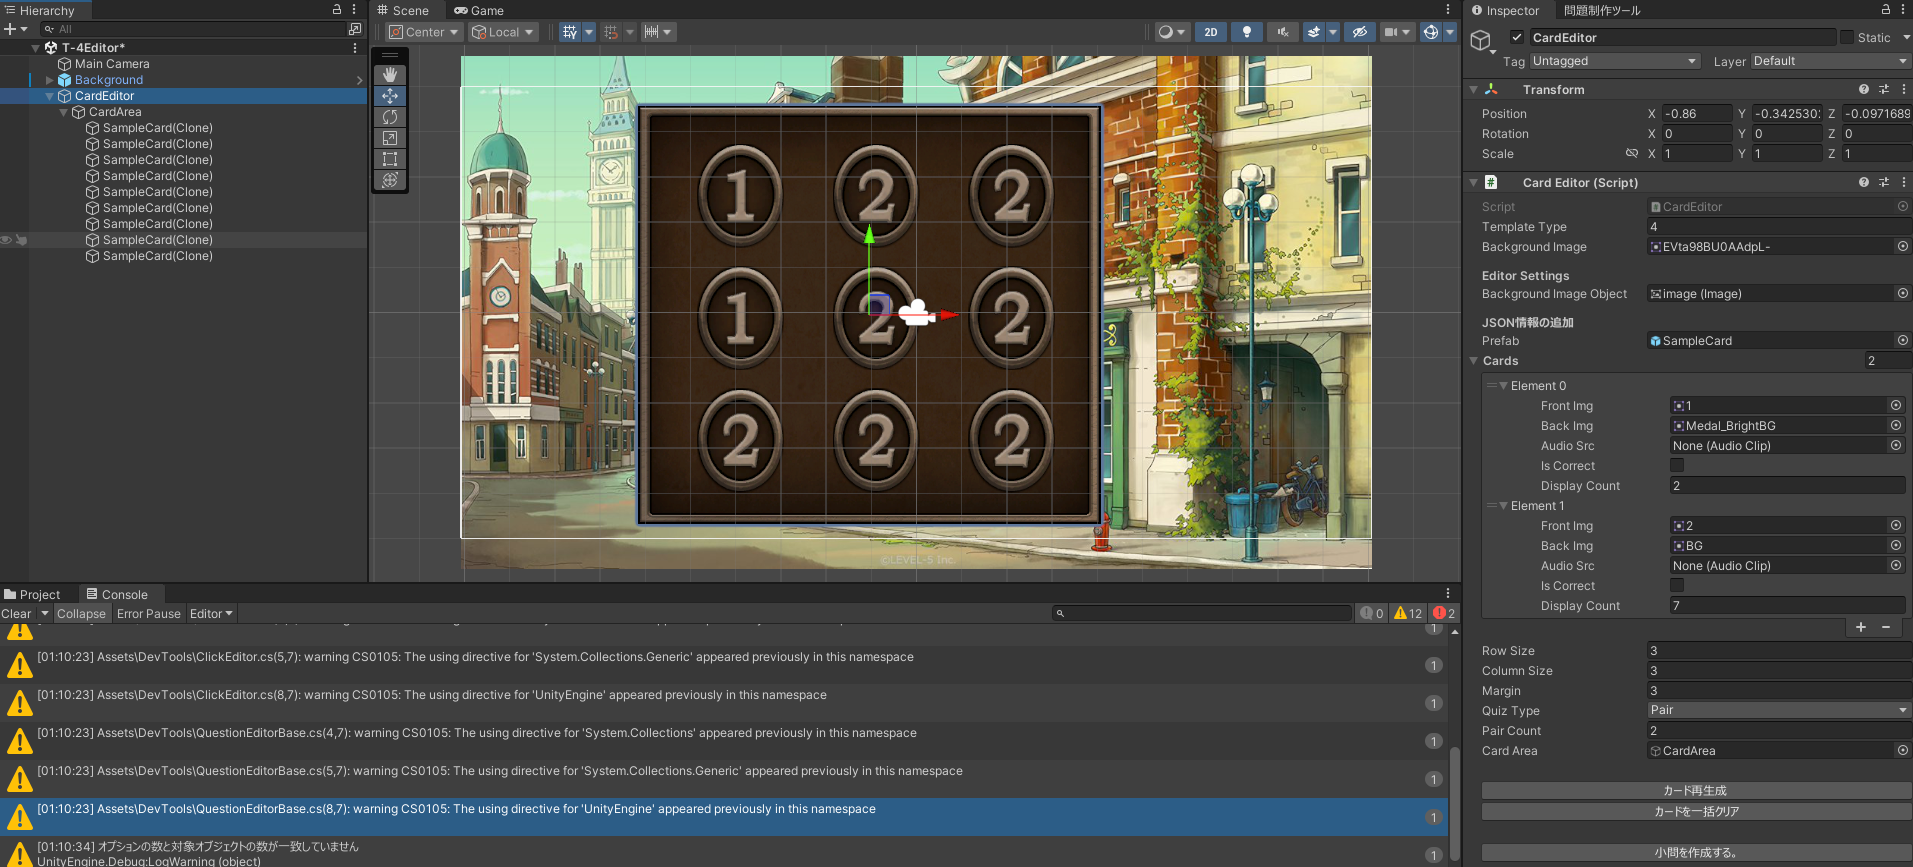 Hierarchy
All
T-4Editor*
Main Camera
Background
CardEditor
CardArea
SampleCard(Clone)
SampleCard(Clone)
SampleCard(Clone)
SampleCard(Clone)
SampleCard(Clone)
SampleCard(Clone)
SampleCard(Clone)
SampleCard(Clone)
SampleCard(Clone)
Scene Game
Center Local 2D
1 2 2
1 2 2
2 2 2
©LEVEL-5 Inc.
Project Console
Clear Collapse Error Pause Editor 0 12 2
1
[01:10:23] Assets\DevTools\ClickEditor.cs(5,7): warning CS0105: The using directive for 'System.Collections.Generic' appeared previously in this namespace 1
[01:10:23] Assets\DevTools\ClickEditor.cs(8,7): warning CS0105: The using directive for 'UnityEngine' appeared previously in this namespace 1
[01:10:23] Assets\DevTools\QuestionEditorBase.cs(4,7): warning CS0105: The using directive for 'System.Collections' appeared previously in this namespace 1
[01:10:23] Assets\DevTools\QuestionEditorBase.cs(5,7): warning CS0105: The using directive for 'System.Collections.Generic' appeared previously in this namespace 1
[01:10:23] Assets\DevTools\QuestionEditorBase.cs(8,7): warning CS0105: The using directive for 'UnityEngine' appeared previously in this namespace 1
[01:10:34] オプションの数と対象オブジェクトの数が一致していません 1
UnityEngine.Debug:LogWarning (object)
Inspector 問題制作ツール
CardEditor Static
Tag Untagged Layer Default
Transform
Position X -0.86 Y -0.342530 Z -0.0971689
Rotation X 0 Y 0 Z 0
Scale X 1 Y 1 Z 1
# Card Editor (Script)
Script CardEditor
Template Type 4
Background Image EVta98BU0AAdpL-
Editor Settings
Background Image Object image (Image)
JSON情報の追加
Prefab SampleCard
Cards 2
Element 0
Front Img 1
Back Img Medal_BrightBG
Audio Src None (Audio Clip)
Is Correct
Display Count 2
Element 1
Front Img 2
Back Img BG
Audio Src None (Audio Clip)
Is Correct
Display Count 7
+ −
Row Size 3
Column Size 3
Margin 3
Quiz Type Pair
Pair Count 2
Card Area CardArea
カード再生成
カードを一括クリア
小問を作成する。